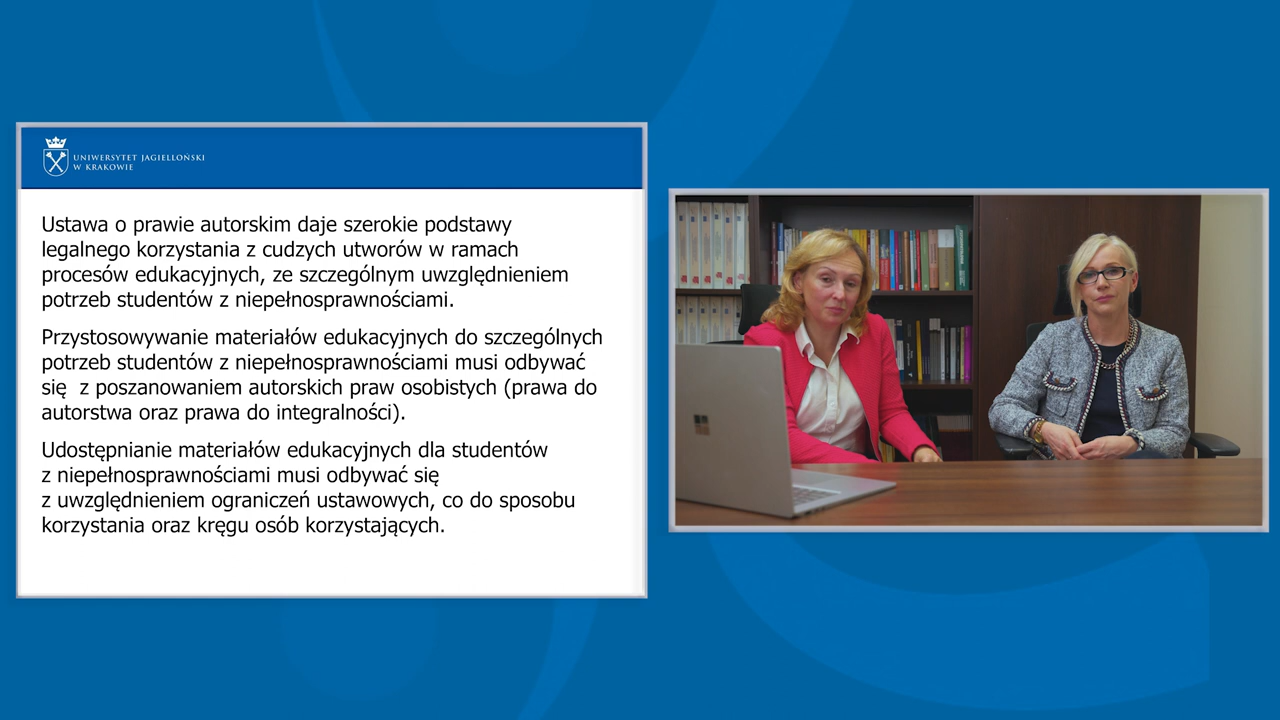 UNIWERSYTET JAGIELLOŃSKI
W KRAKOWIE
Ustawa o prawie autorskim daje szerokie podstawy
legalnego korzystania z cudzych utworów w ramach
procesów edukacyjnych, ze szczególnym uwzględnieniem
potrzeb studentów z niepełnosprawnościami.
Przystosowywanie materiałów edukacyjnych do szczególnych
potrzeb studentów z niepełnosprawnościami musi odbywać
się  z poszanowaniem autorskich praw osobistych (prawa do
autorstwa oraz prawa do integralności).
Udostępnianie materiałów edukacyjnych dla studentów
z niepełnosprawnościami musi odbywać się
z uwzględnieniem ograniczeń ustawowych, co do sposobu
korzystania oraz kręgu osób korzystających.